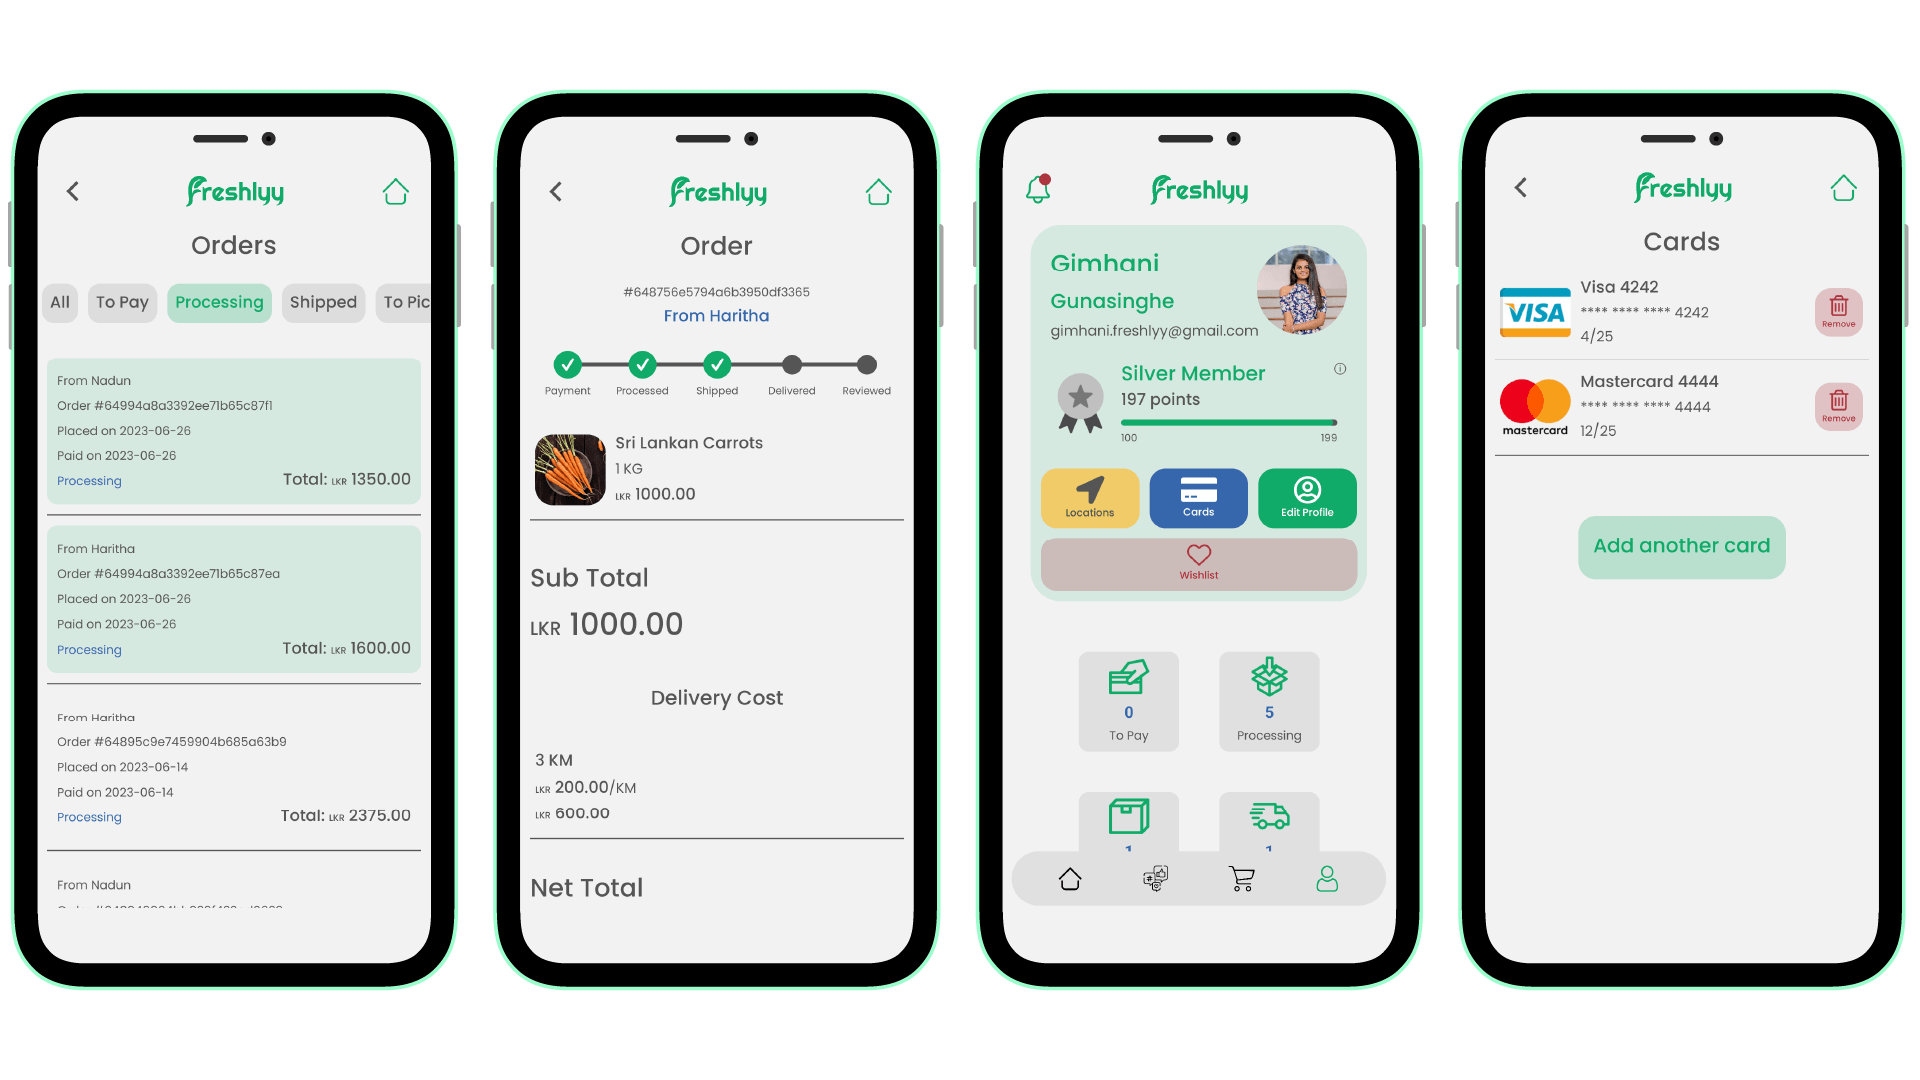 Freshlyy
Orders
All
To Pay
Processing
Shipped
To Pic
From Nadun
Order #64994a8a3392ee71b65c87f1
Placed on 2023-06-26
Paid on 2023-06-26
Processing
Total: LKR 1350.00
From Haritha
Order #64994a8a3392ee71b65c87ea
Placed on 2023-06-26
Paid on 2023-06-26
Processing
Total: LKR 1600.00
From Haritha
Order #64895c9e7459904b685a63b9
Placed on 2023-06-14
Paid on 2023-06-14
Processing
Total: LKR 2375.00
From Nadun
Freshlyy
Order
#648756e5794a6b3950df3365
From Haritha
Payment
Processed
Shipped
Delivered
Reviewed
Sri Lankan Carrots
1 KG
LKR 1000.00
Sub Total
LKR 1000.00
Delivery Cost
3 KM
LKR 200.00/KM
LKR 600.00
Net Total
Freshlyy
Gimhani
Gunasinghe
gimhani.freshlyy@gmail.com
Silver Member
197 points
100
199
Locations
Cards
Edit Profile
Wishlist
0
To Pay
5
Processing
1
1
Freshlyy
Cards
VISA
Visa 4242
**** **** **** 4242
4/25
Remove
mastercard
Mastercard 4444
**** **** **** 4444
12/25
Remove
Add another card